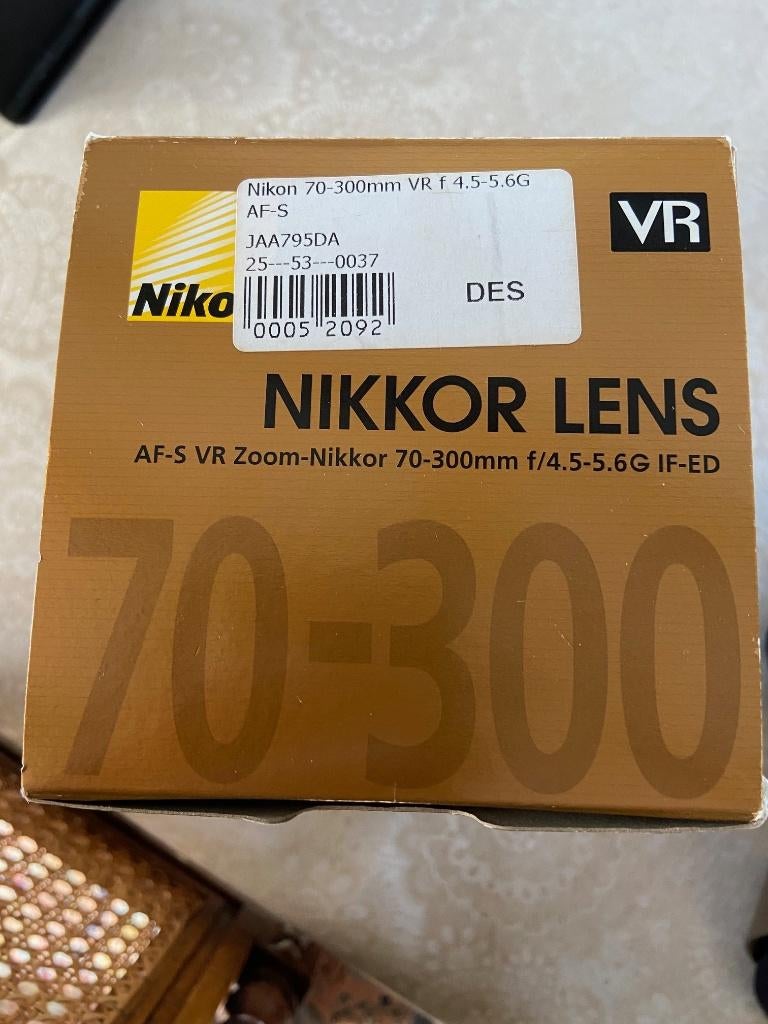 Nikon 70-300mm VR f 4.5-5.6G
AF-S
JAA795DA
25---53---0037
0005 2092
DES
Niko
VR
NIKKOR LENS
AF-S VR Zoom-Nikkor 70-300mm f/4.5-5.6G IF-ED
70-300